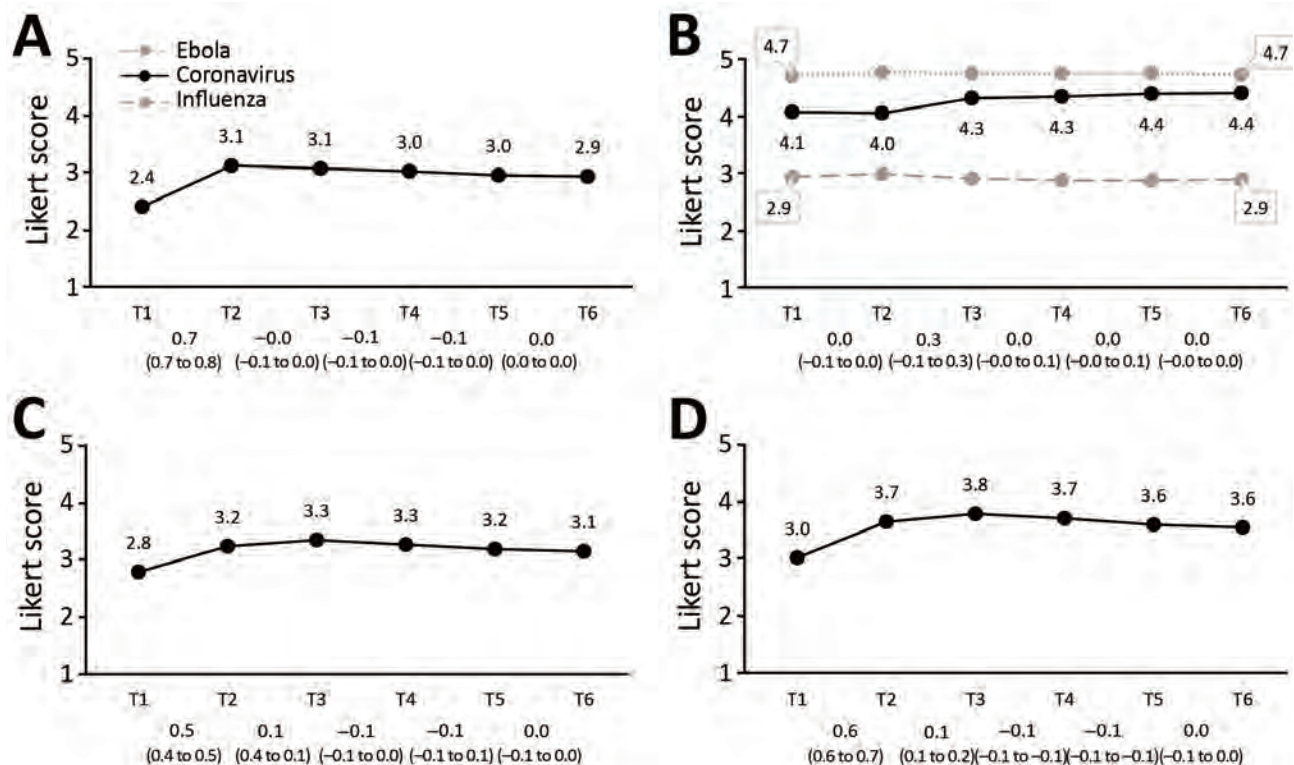 A
Ebola
Coronavirus
Influenza
Likert score
5
4
3
2
1
2.4
3.1
3.1
3.0
3.0
2.9
T1 T2 T3 T4 T5 T6
0.7 –0.0 –0.1 –0.1 0.0
(0.7 to 0.8) (–0.1 to 0.0) (–0.1 to 0.0) (–0.1 to 0.0) (0.0 to 0.0)
B
Likert score
5
4
3
2
1
4.7
4.7
4.1
4.0
4.3
4.3
4.4
4.4
2.9
2.9
T1 T2 T3 T4 T5 T6
0.0 0.3 0.0 0.0 0.0
(–0.1 to 0.0) (–0.1 to 0.3) (–0.0 to 0.1) (–0.0 to 0.1) (–0.0 to 0.0)
C
Likert score
5
4
3
2
1
2.8
3.2
3.3
3.3
3.2
3.1
T1 T2 T3 T4 T5 T6
0.5 0.1 –0.1 –0.1 0.0
(0.4 to 0.5) (0.4 to 0.1) (–0.1 to 0.0) (–0.1 to 0.1) (–0.1 to 0.0)
D
Likert score
5
4
3
2
1
3.0
3.7
3.8
3.7
3.6
3.6
T1 T2 T3 T4 T5 T6
0.6 0.1 –0.1 –0.1 0.0
(0.6 to 0.7) (0.1 to 0.2) (–0.1 to –0.1) (–0.1 to –0.1) (–0.1 to 0.0)